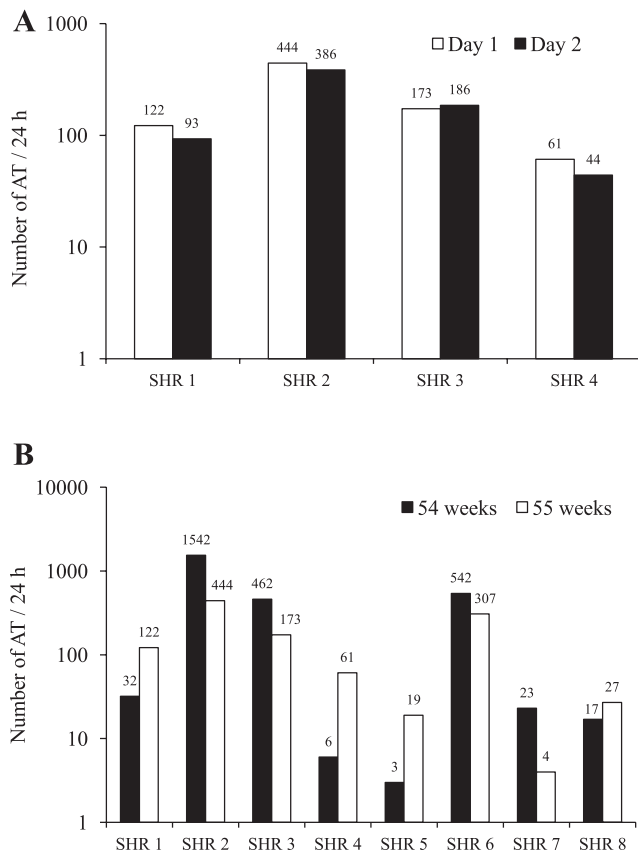 A
1000
100
10
1
Number of AT / 24 h
Day 1 Day 2
122 93 444 386 173 186 61 44
SHR 1 SHR 2 SHR 3 SHR 4
B
10000
1000
100
10
1
Number of AT / 24 h
54 weeks 55 weeks
32 122 1542 444 462 173 6 61 3 19 542 307 23 4 17 27
SHR 1 SHR 2 SHR 3 SHR 4 SHR 5 SHR 6 SHR 7 SHR 8